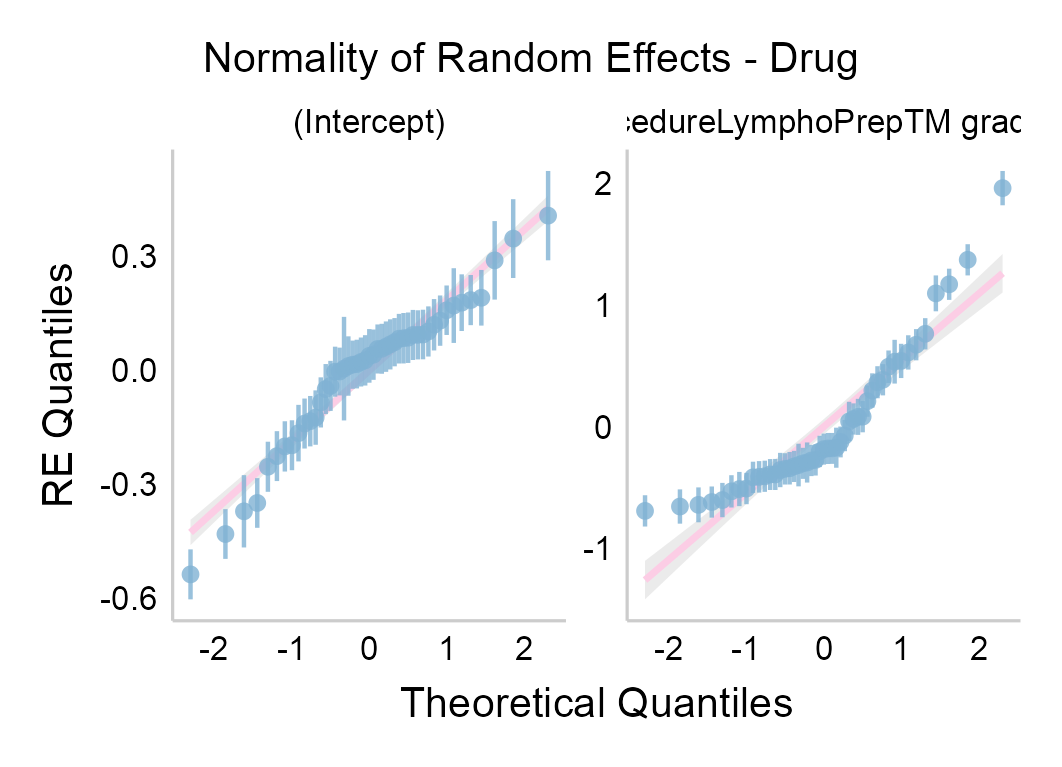 Normality of Random Effects - Drug
(Intercept)
cedureLymphoPrepTM grad
RE Quantiles
0.3
0.0
-0.3
-0.6
2
1
0
-1
-2 -1 0 1 2
-2 -1 0 1 2
Theoretical Quantiles